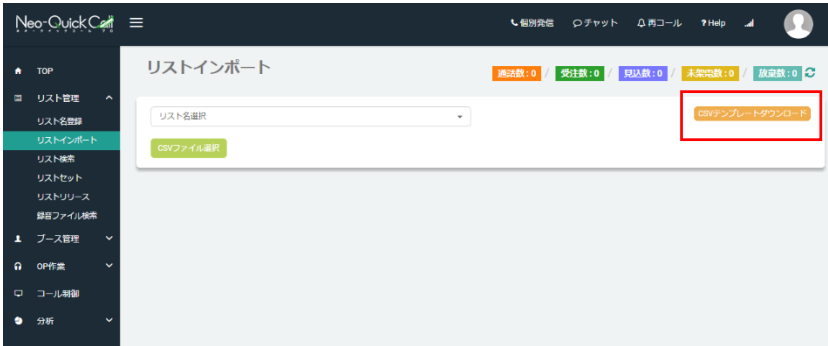 Neo-QuickCall
個別発信 チャット 再コール ?Help
TOP
リスト管理
リスト名登録
リストインポート
リスト検索
リストセット
リストリリース
録音ファイル検索
ブース管理
OP作業
コール制御
分析
リストインポート
通話数:0 / 受注数:0 / 見込数:0 / 未架電数:0 / 放棄数:0
リスト名選択
CSVテンプレートダウンロード
CSVファイル選択